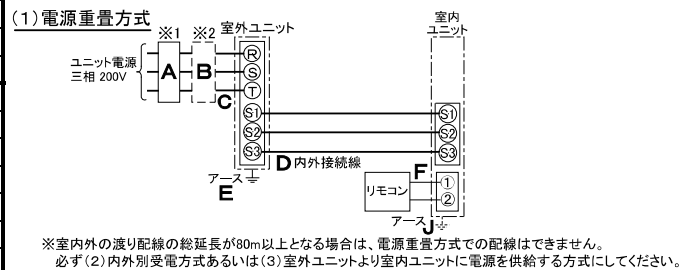 (1)電源重畳方式
※1
※2
室外ユニット
室内
ユニット
ユニット電源
三相 200V
A
B
C
R
S
T
S1
S2
S3
S1
S2
S3
D 内外接続線
アース
E
F
リモコン
①
②
アース
J
※室内外の渡り配線の総延長が80m以上となる場合は、電源重畳方式での配線はできません。
必ず(2)内外別受電方式あるいは(3)室外ユニットより室内ユニットに電源を供給する方式にしてください。